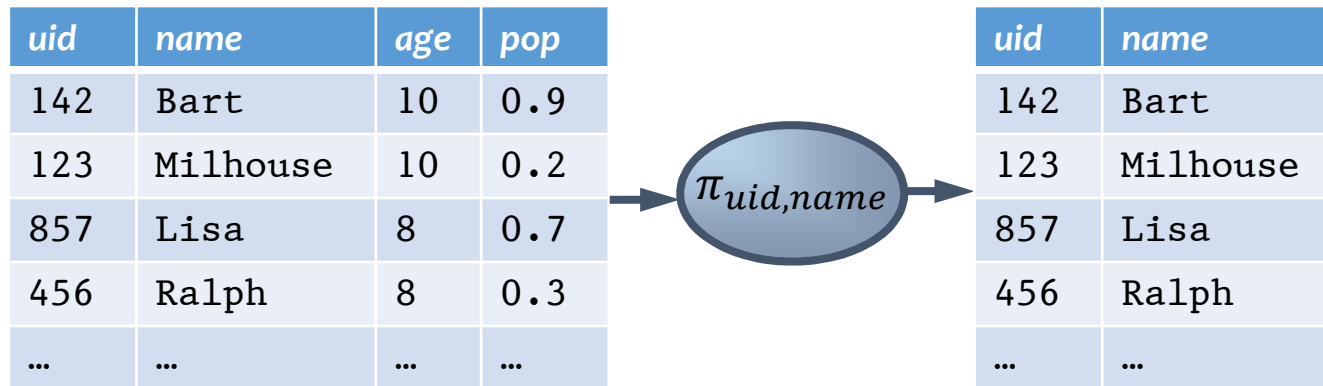 uid name age pop
142 Bart 10 0.9
123 Milhouse 10 0.2
857 Lisa 8 0.7
456 Ralph 8 0.3
… … … …
π uid,name
uid name
142 Bart
123 Milhouse
857 Lisa
456 Ralph
… …